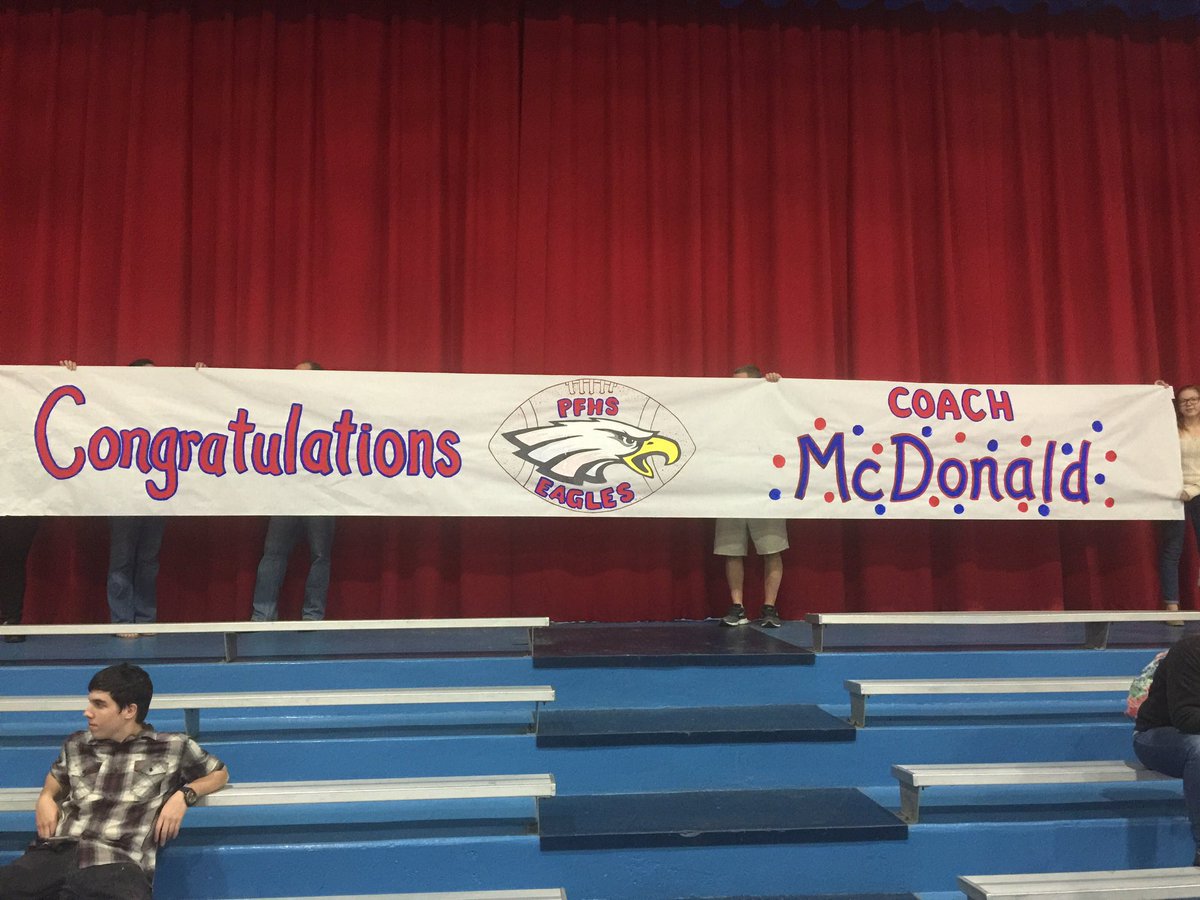 Congratulations
PFHS
EAGLES
COACH
McDonald